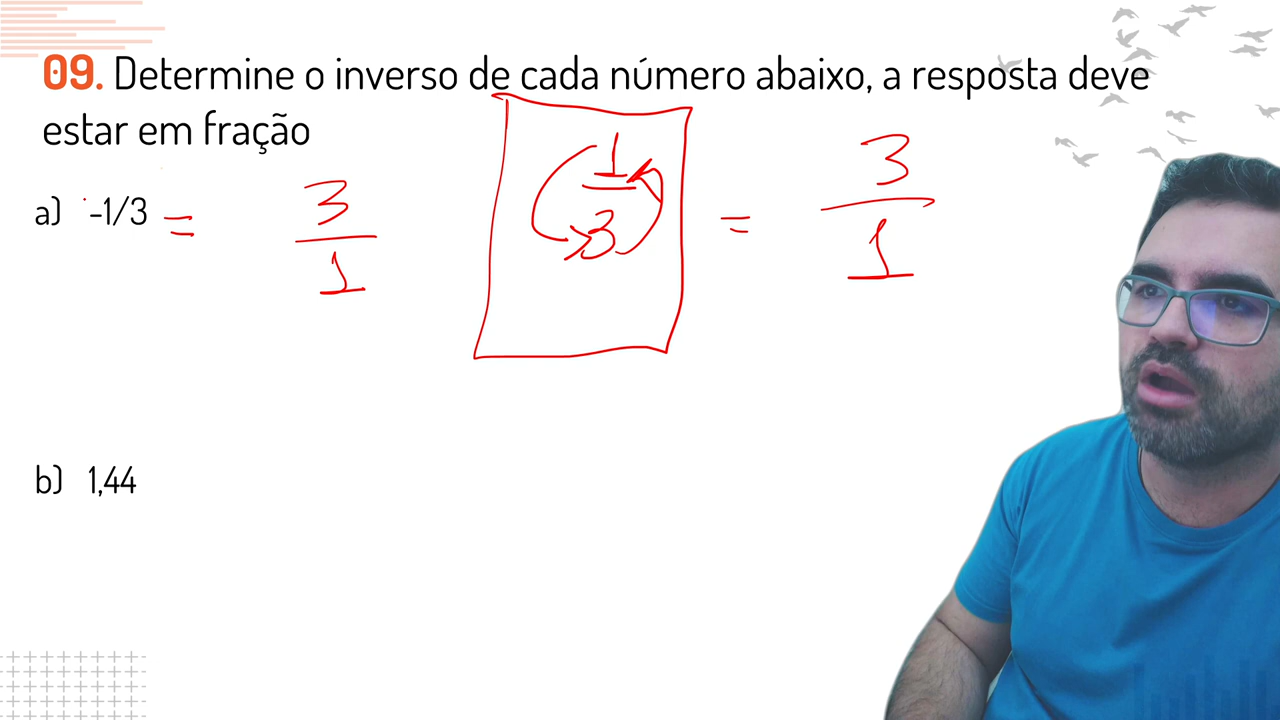 09. Determine o inverso de cada número abaixo, a resposta deve
estar em fração
a) -1/3 = 3/1 1/3 = 3/1
b) 1,44